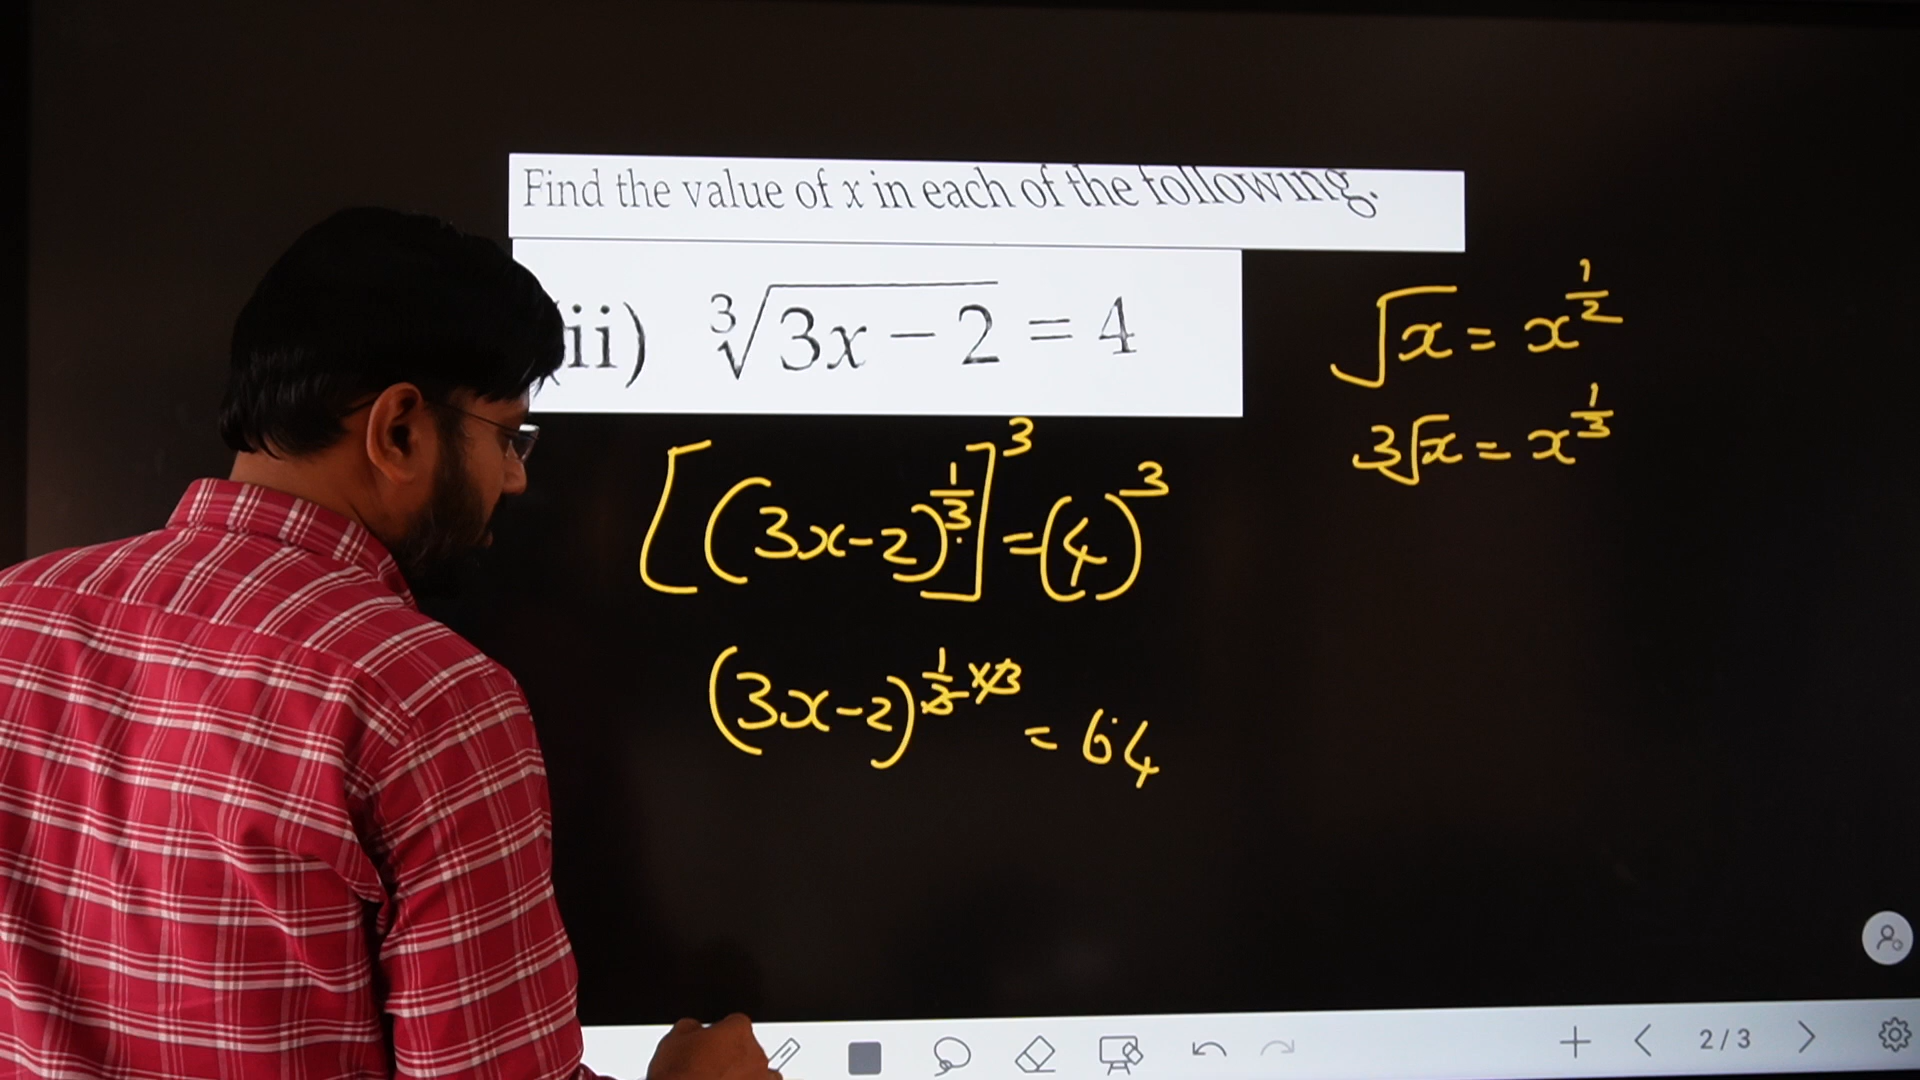 Find the value of x in each of the following.
ii) ∛(3x − 2) = 4
√x = x^(1/2)
3√x = x^(1/3)
[(3x-2)^(1/3)]^3 = (4)^3
(3x-2)^(1/3 × 3) = 64
2/3